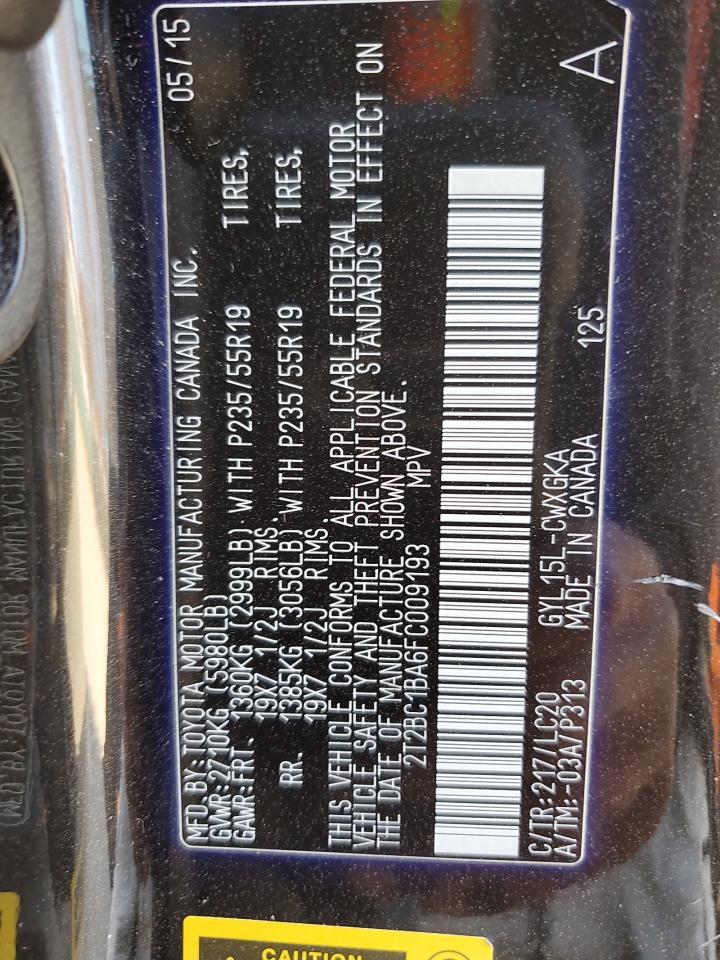 MFD. BY: TOYOTA MOTOR MANUFACTURING CANADA INC. 05/15
GVWR: 2710KG (5980LB)
GAWR: FRT. 1360KG (2999LB) WITH P235/55R19 TIRES,
19X7 1/2J RIMS.
RR. 1385KG (3056LB) WITH P235/55R19 TIRES,
19X7 1/2J RIMS
THIS VEHICLE CONFORMS TO ALL APPLICABLE FEDERAL MOTOR
VEHICLE SAFETY AND THEFT PREVENTION STANDARDS IN EFFECT ON
THE DATE OF MANUFACTURE SHOWN ABOVE.
2T2BC1BA6FC009193 MPV
C/TR: 217/LC20 GYL15L-CWXGKA 125 A
A/TM: -03A/P313 MADE IN CANADA
CAUTION